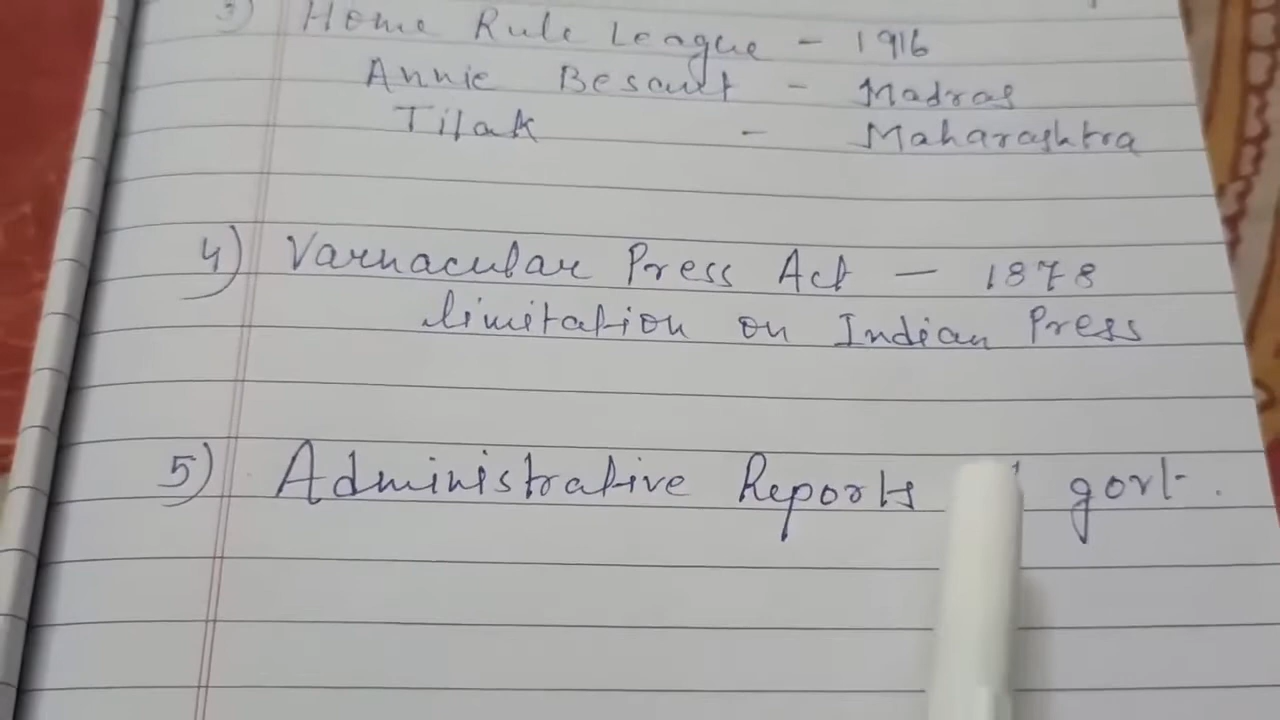 3) Home Rule League - 1916
Annie Besant - Madras
Tilak - Maharashtra
4) Varnacular Press Act - 1878
limitation on Indian Press
5) Administrative Reports govt.